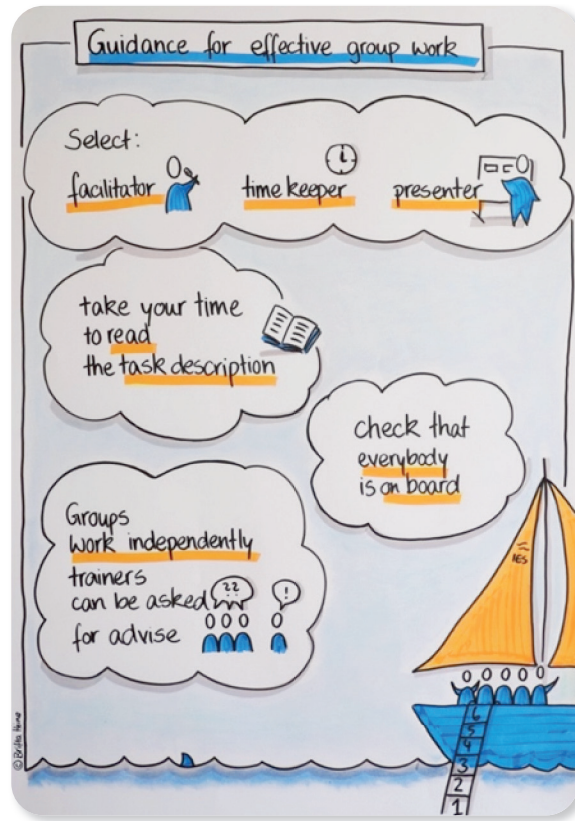 Guidance for effective group work
Select:
facilitator time keeper presenter
take your time
to read
the task description
check that
everybody
is on board
Groups
work independently
trainers
can be asked
for advise
??
!
IES
6
5
4
3
2
1